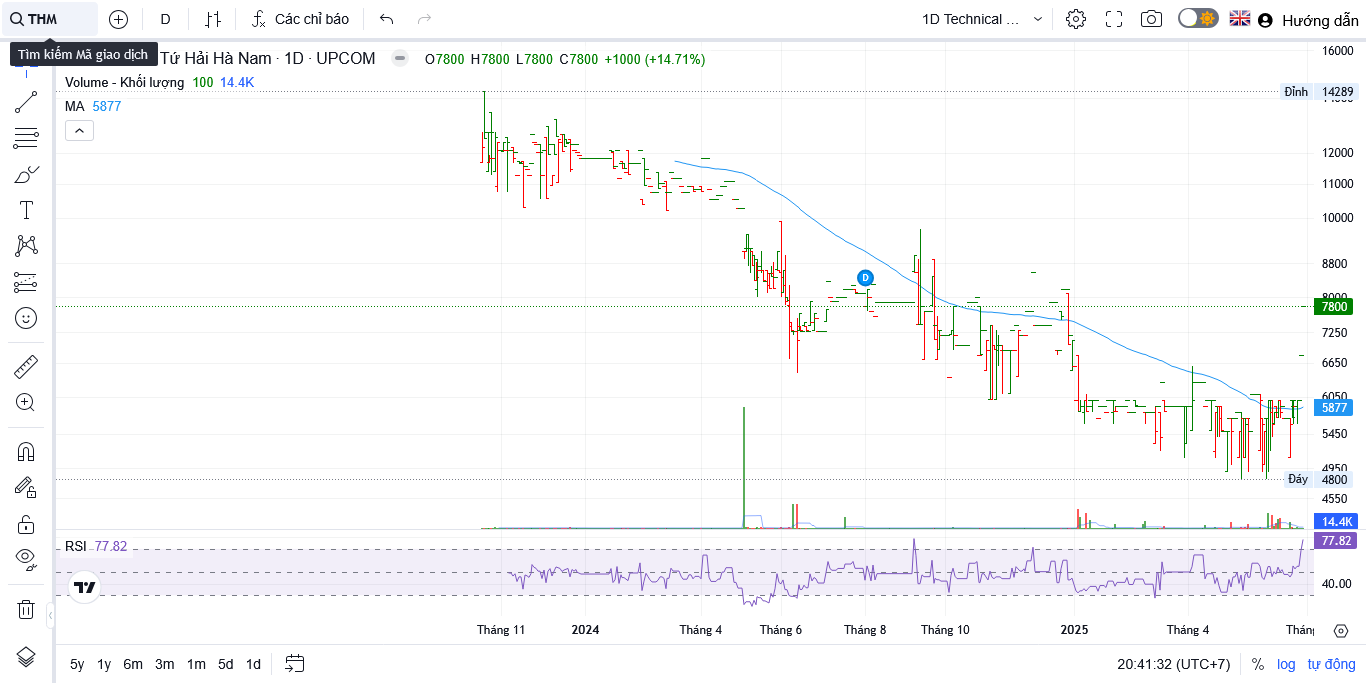 THM
D
Các chỉ báo
1D Technical ...
Hướng dẫn
Tìm kiếm Mã giao dịch
Tứ Hải Hà Nam · 1D · UPCOM
O7800 H7800 L7800 C7800 +1000 (+14.71%)
Volume - Khối lượng 100 14.4K
MA 5877
16000
Đỉnh 14289
12000
11000
10000
8800
D
8000
7800
7250
6650
6050
5877
5450
4950
Đáy 4800
4550
14.4K
RSI 77.82
77.82
40.00
Tháng 11 2024 Tháng 4 Tháng 6 Tháng 8 Tháng 10 2025 Tháng 4
5y 1y 6m 3m 1m 5d 1d
20:41:32 (UTC+7) % log tự động